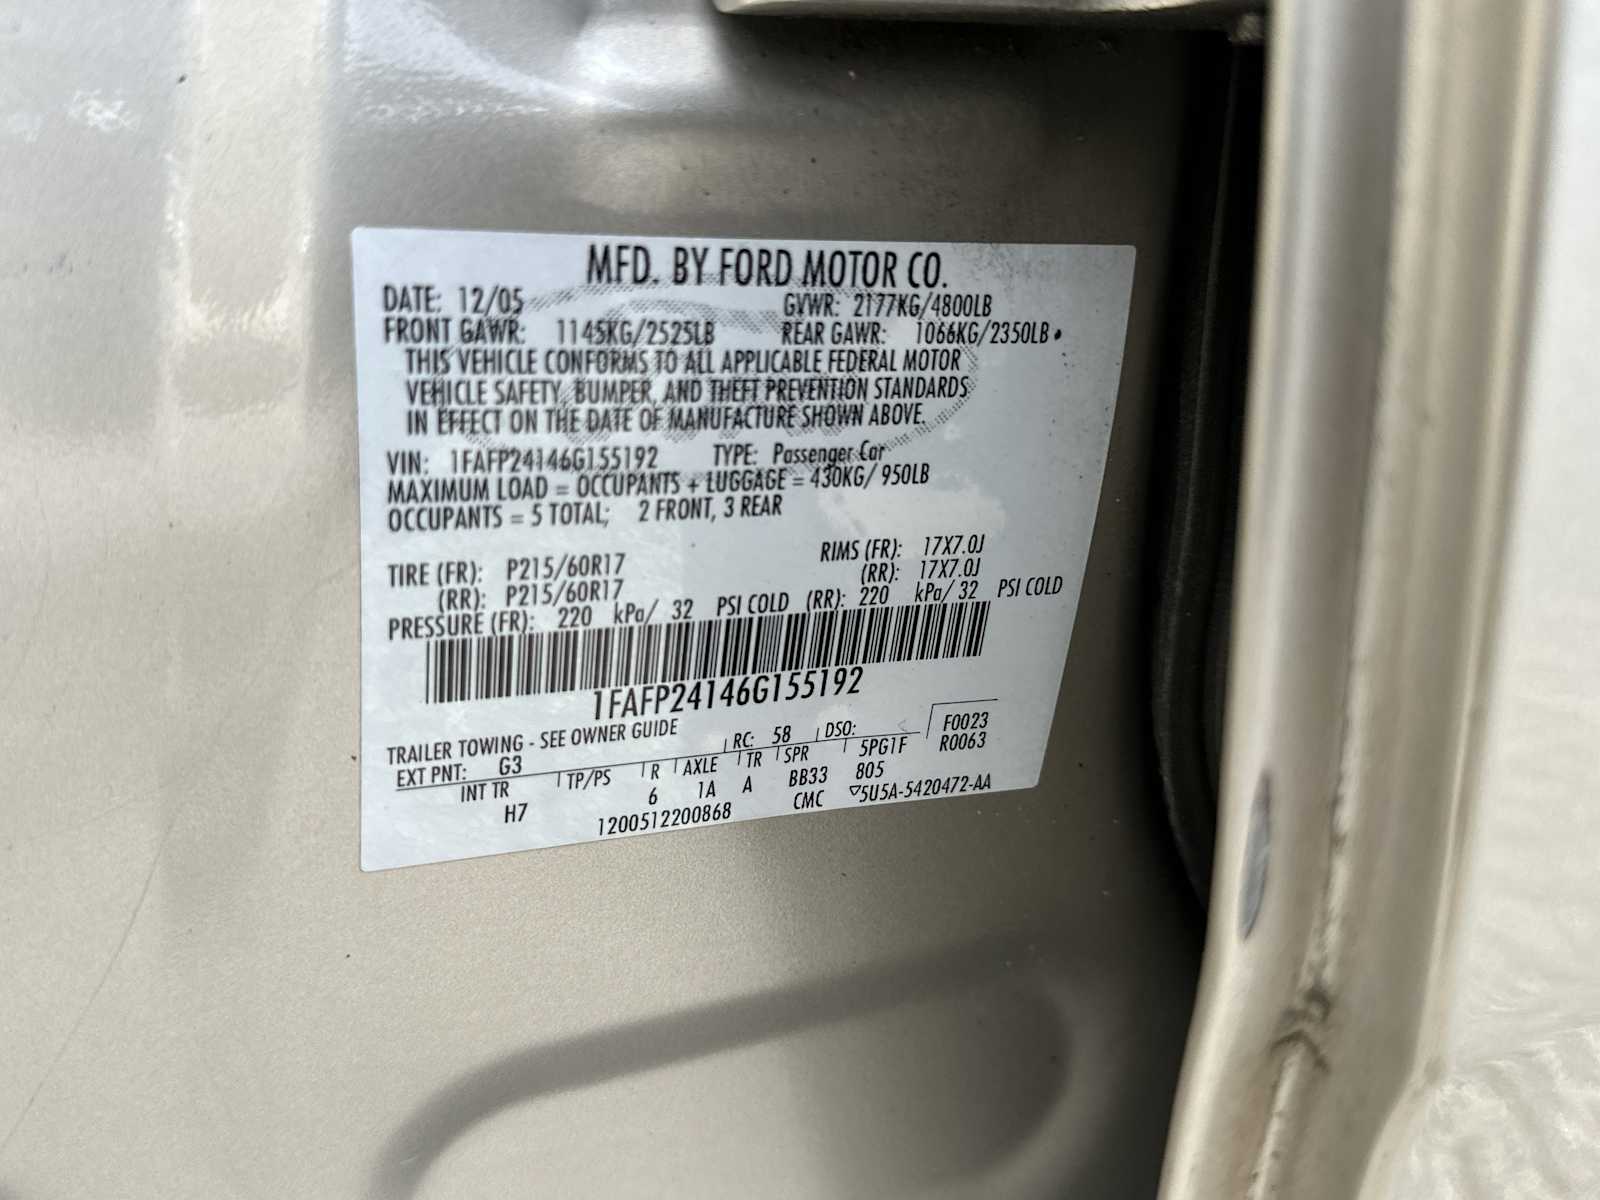 MFD. BY FORD MOTOR CO.
DATE: 12/05 GVWR: 2177KG/4800LB
FRONT GAWR: 1145KG/2525LB REAR GAWR: 1066KG/2350LB
THIS VEHICLE CONFORMS TO ALL APPLICABLE FEDERAL MOTOR
VEHICLE SAFETY, BUMPER, AND THEFT PREVENTION STANDARDS
IN EFFECT ON THE DATE OF MANUFACTURE SHOWN ABOVE.
VIN: 1FAFP24146G155192 TYPE: Passenger Car
MAXIMUM LOAD = OCCUPANTS + LUGGAGE = 430KG/ 950LB
OCCUPANTS = 5 TOTAL; 2 FRONT, 3 REAR
TIRE (FR): P215/60R17 RIMS (FR): 17X7.0J
(RR): P215/60R17 (RR): 17X7.0J
PRESSURE (FR): 220 kPa/ 32 PSI COLD (RR): 220 kPa/ 32 PSI COLD
1FAFP24146G155192
TRAILER TOWING - SEE OWNER GUIDE
EXT PNT: G3 RC: 58 DSO: F0023
INT TR TP/PS R AXLE TR SPR 5PG1F R0063
H7 6 1A A BB33 805
1200512200868 CMC ▽5U5A-5420472-AA